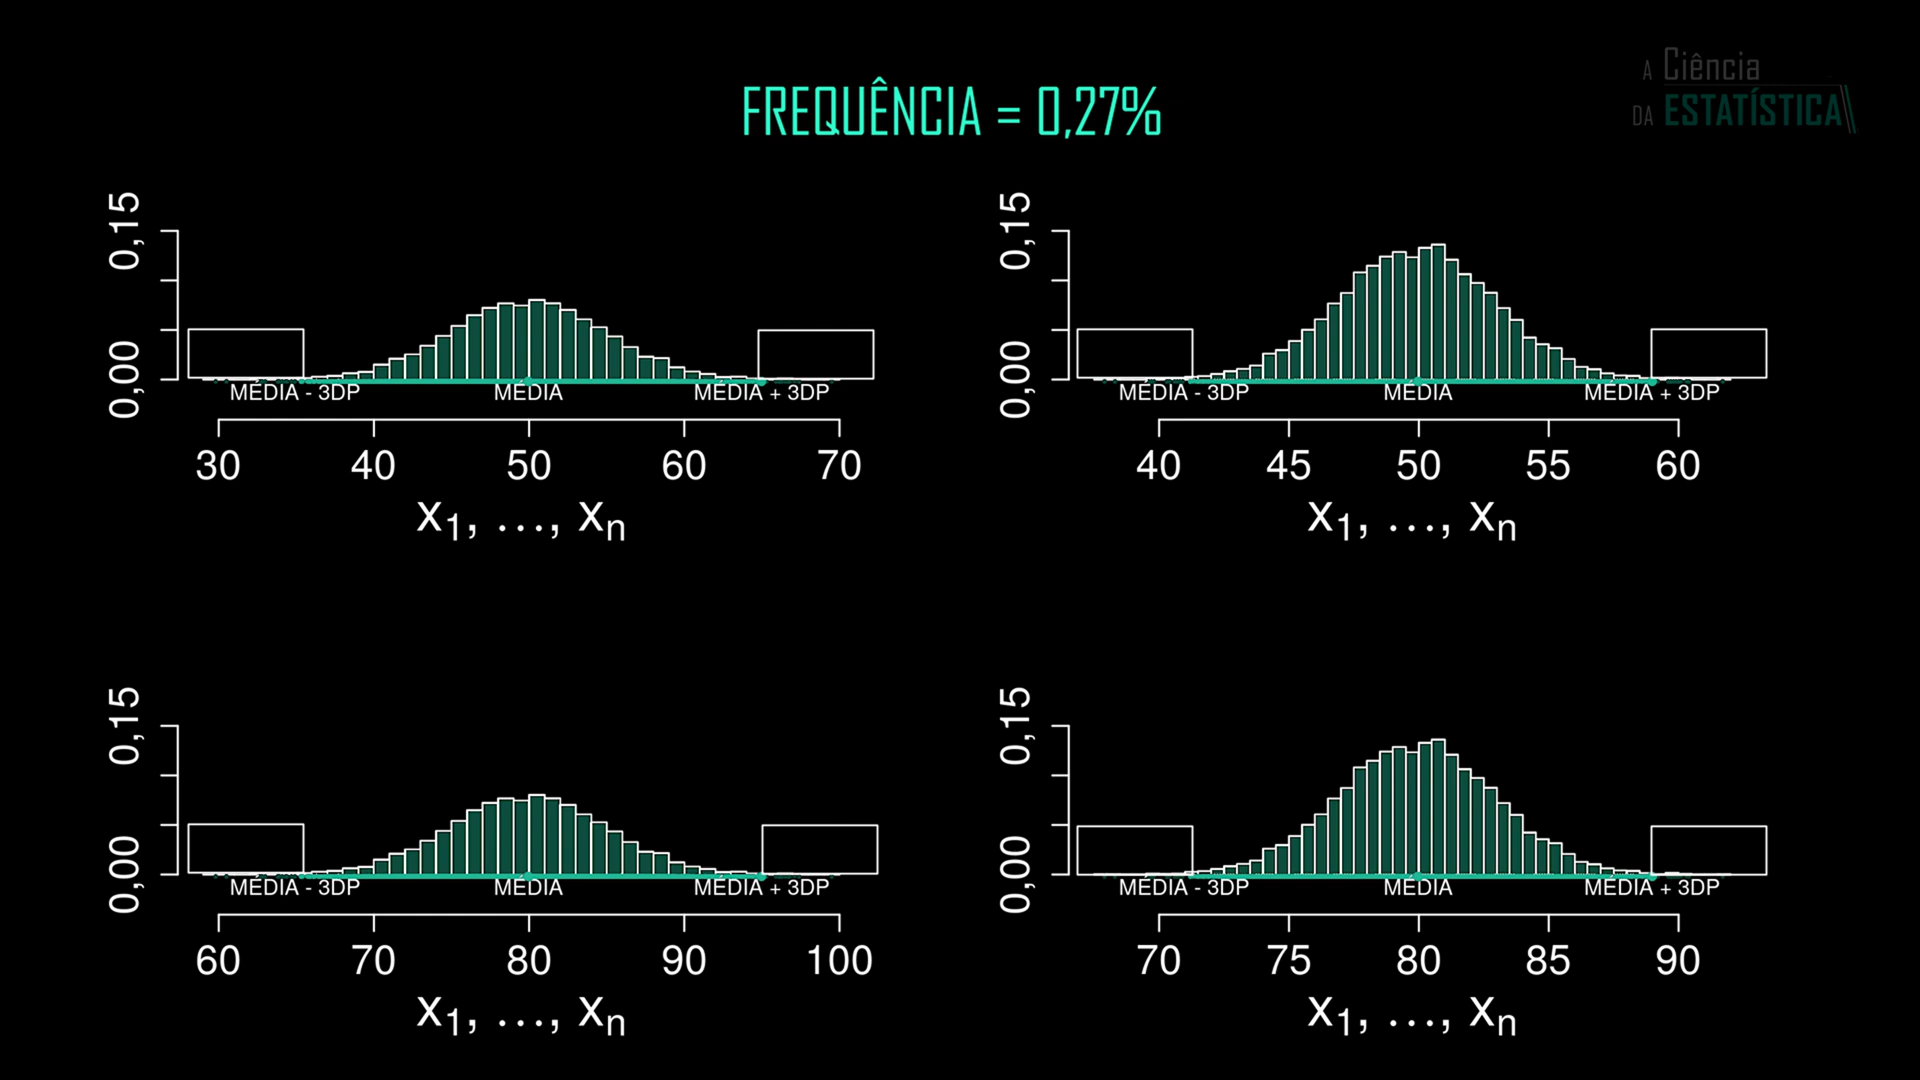 A Ciência
DA ESTATÍSTICA
FREQUÊNCIA = 0,27%
0,15
0,00
MÉDIA - 3DP MÉDIA MÉDIA + 3DP
30 40 50 60 70
x1, ..., xn
0,15
0,00
MÉDIA - 3DP MÉDIA MÉDIA + 3DP
40 45 50 55 60
x1, ..., xn
0,15
0,00
MÉDIA - 3DP MÉDIA MÉDIA + 3DP
60 70 80 90 100
x1, ..., xn
0,15
0,00
MÉDIA - 3DP MÉDIA MÉDIA + 3DP
70 75 80 85 90
x1, ..., xn